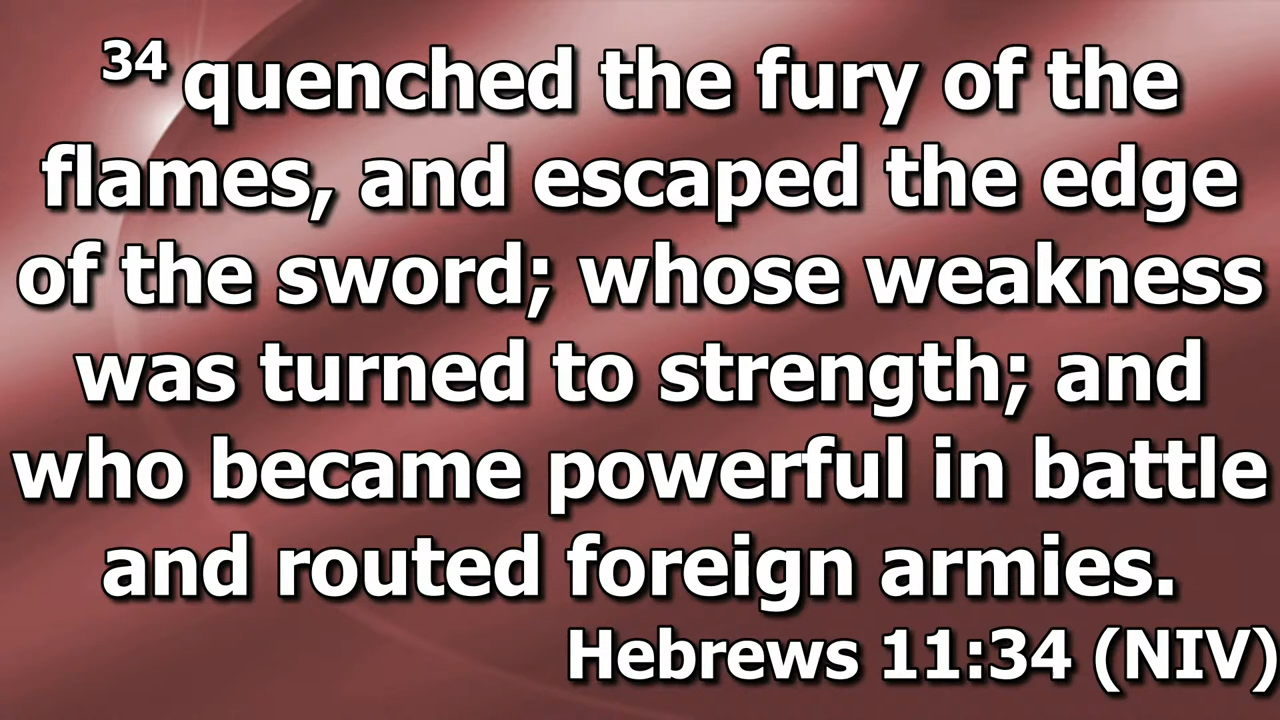 34 quenched the fury of the
flames, and escaped the edge
of the sword; whose weakness
was turned to strength; and
who became powerful in battle
and routed foreign armies.
Hebrews 11:34 (NIV)